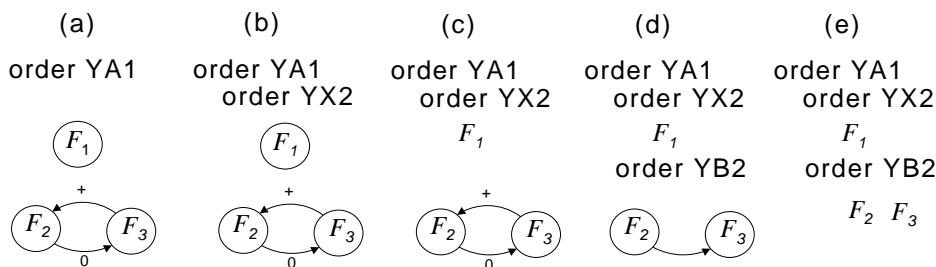 (a) (b) (c) (d) (e)
order YA1 order YA1 order YA1 order YA1 order YA1
order YX2 order YX2 order YX2 order YX2
F1 F1 F1 F1 F1
order YB2 order YB2
+ + +
F2 F3 F2 F3 F2 F3 F2 F3 F2 F3
0 0 0